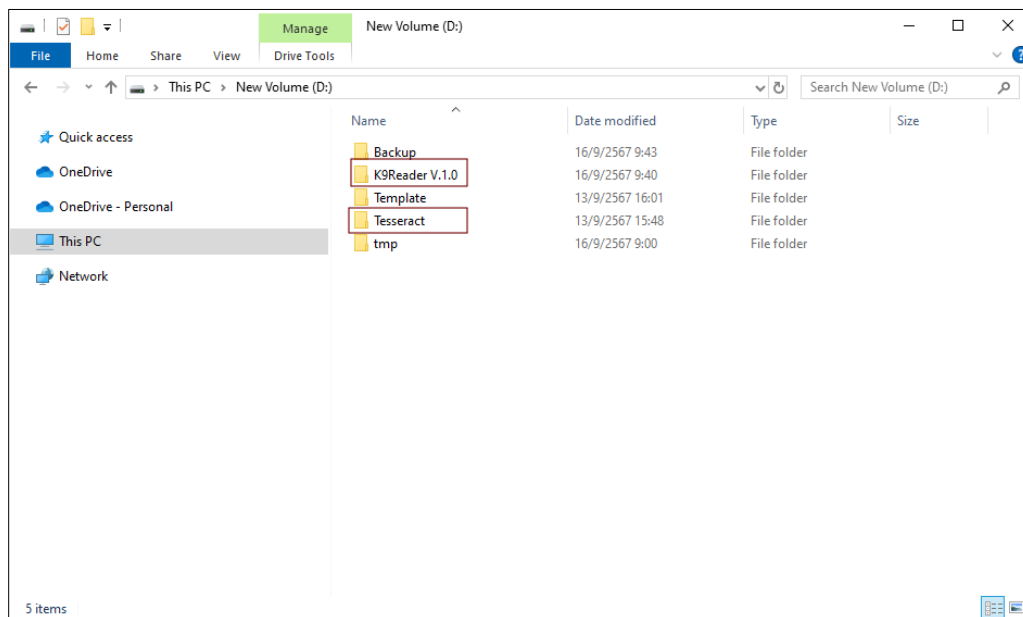 Manage New Volume (D:)
File Home Share View Drive Tools
This PC > New Volume (D:) Search New Volume (D:)
Name Date modified Type Size
Quick access
OneDrive
OneDrive - Personal
This PC
Network
Backup 16/9/2567 9:43 File folder
K9Reader V.1.0 16/9/2567 9:40 File folder
Template 13/9/2567 16:01 File folder
Tesseract 13/9/2567 15:48 File folder
tmp 16/9/2567 9:00 File folder
5 items